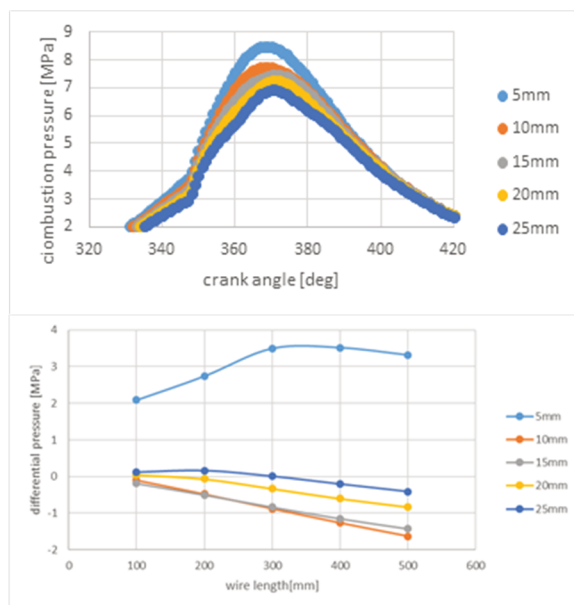 9
8
7
6
5
4
3
2
320 340 360 380 400 420
ciombustion pressure [MPa]
crank angle [deg]
5mm
10mm
15mm
20mm
25mm
4
3
2
1
0
-1
-2
0 100 200 300 400 500 600
differential pressure [MPa]
wire length[mm]
5mm
10mm
15mm
20mm
25mm